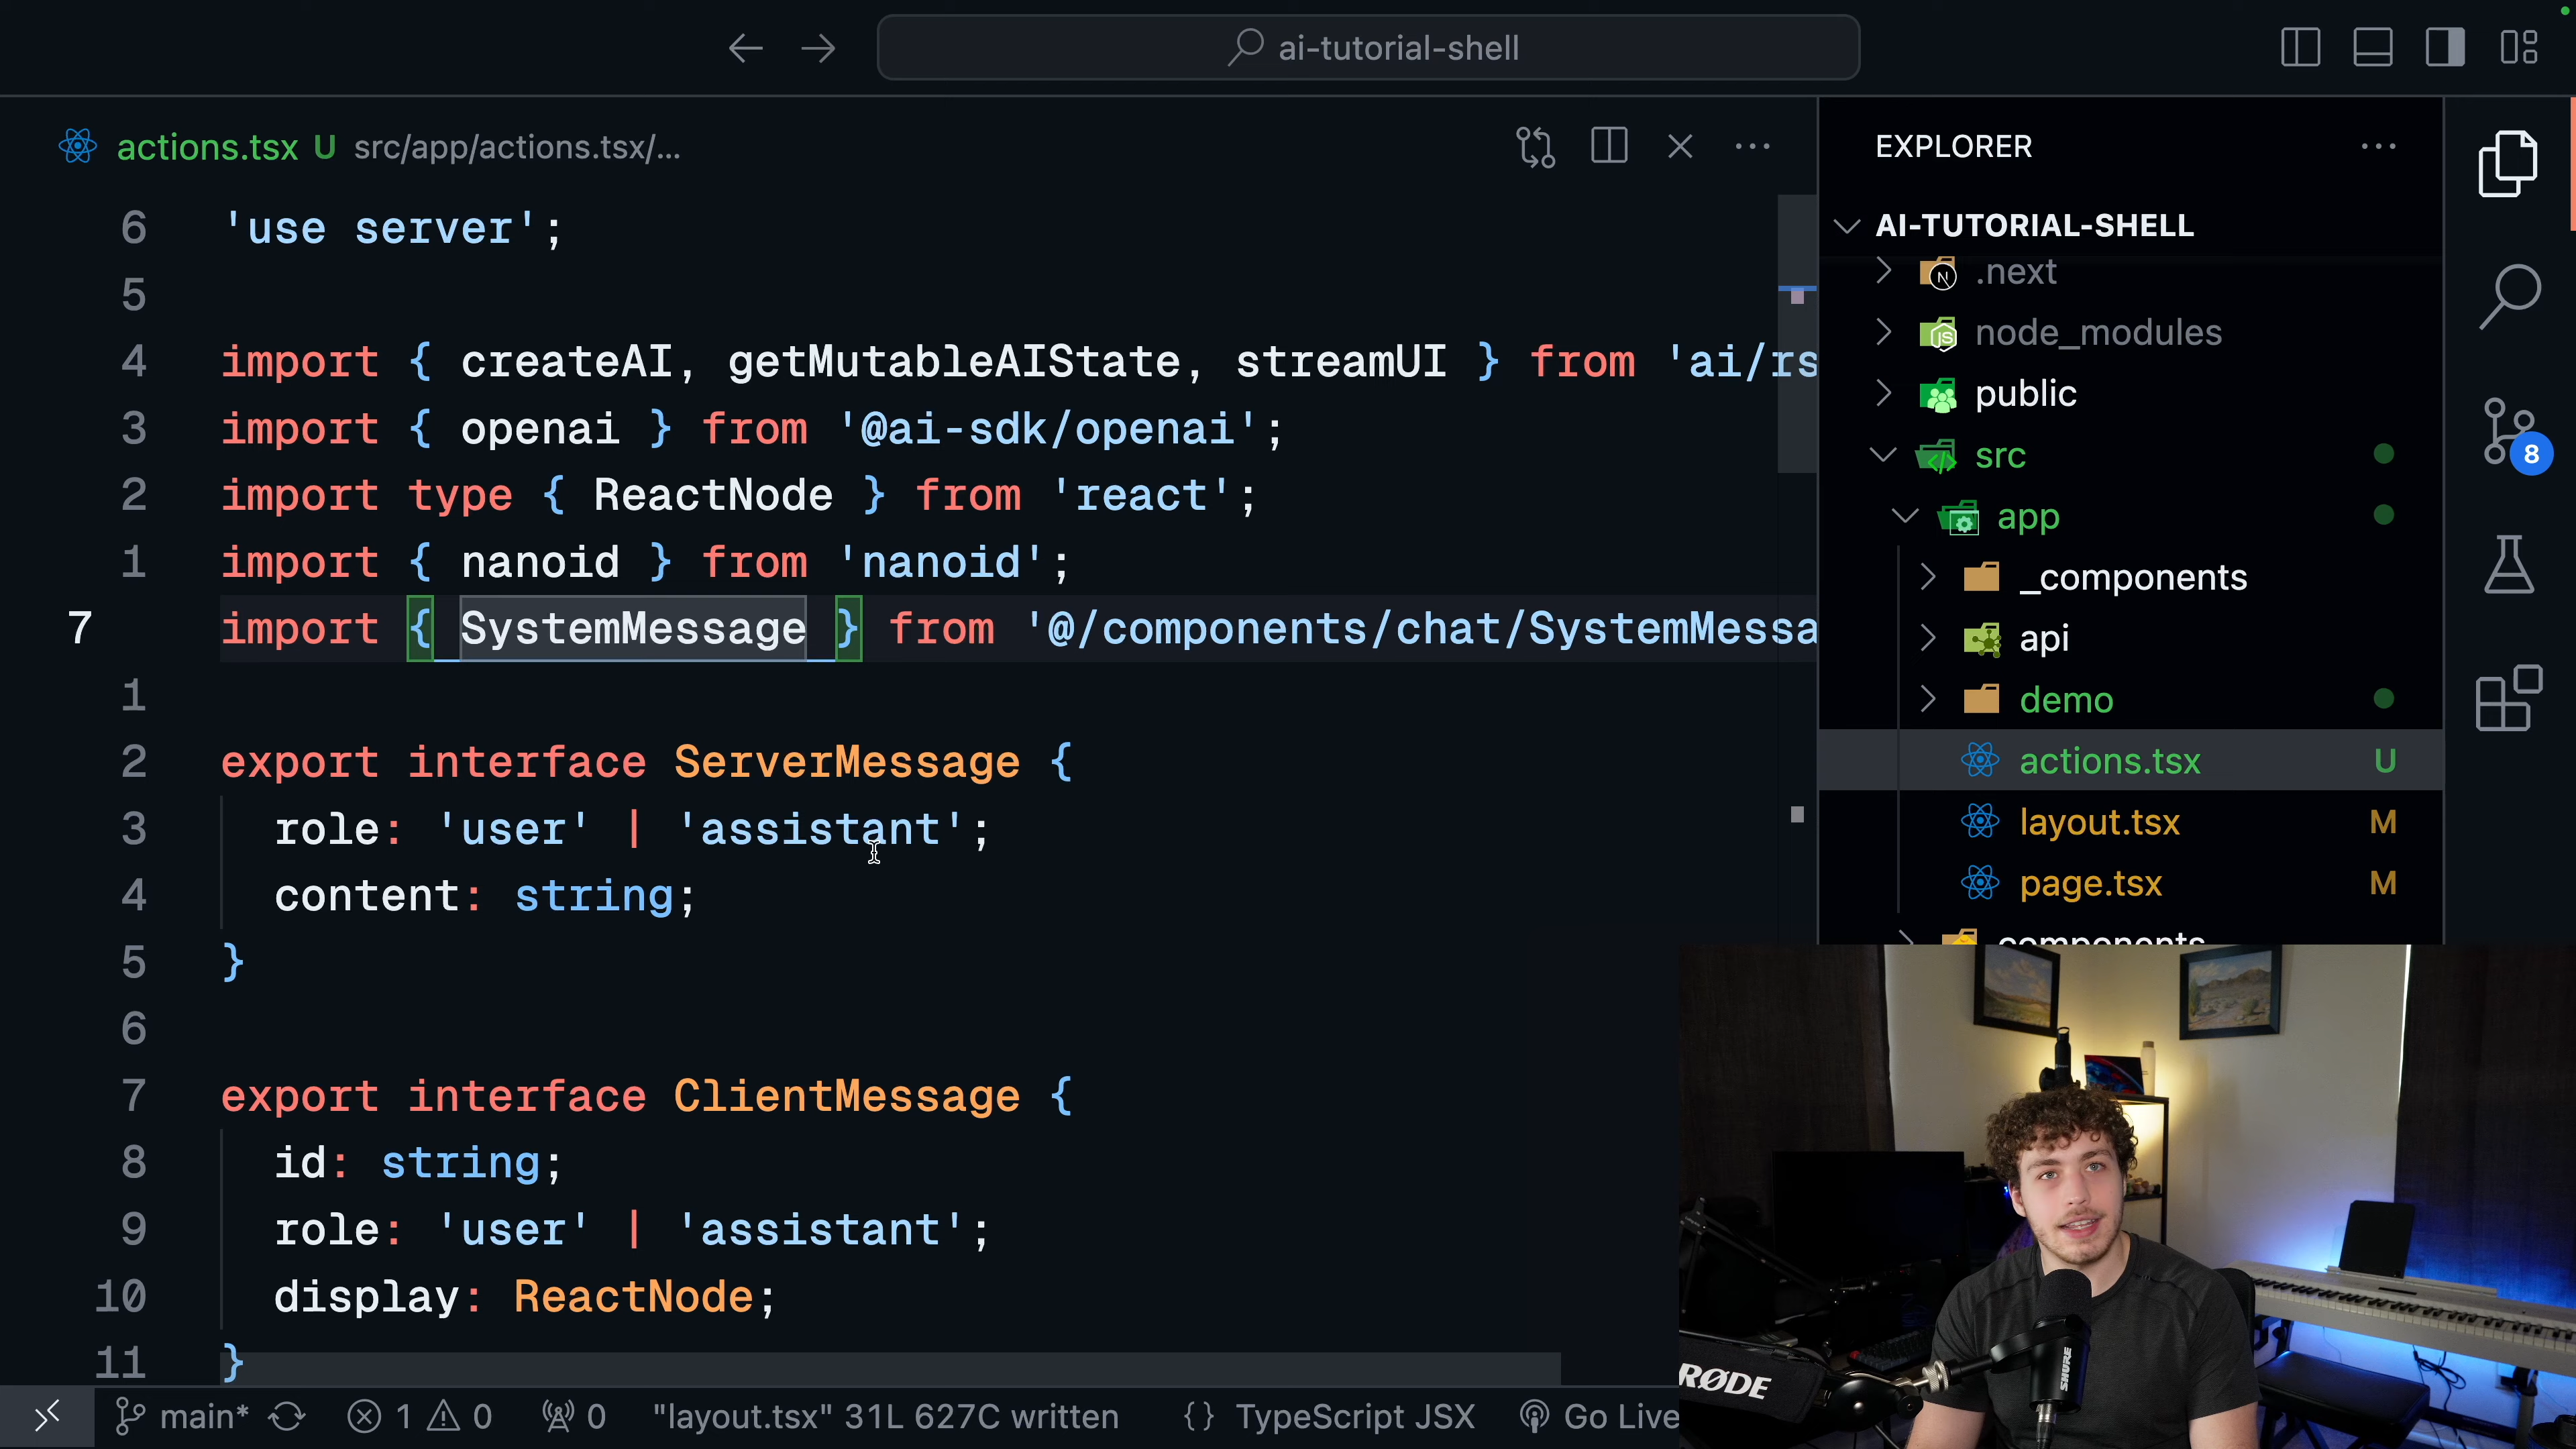 ai-tutorial-shell
actions.tsx U src/app/actions.tsx/...
6 'use server';
5
4 import { createAI, getMutableAIState, streamUI } from 'ai/rs
3 import { openai } from '@ai-sdk/openai';
2 import type { ReactNode } from 'react';
1 import { nanoid } from 'nanoid';
7 import { SystemMessage } from '@/components/chat/SystemMessa
1
2 export interface ServerMessage {
3 role: 'user' | 'assistant';
4 content: string;
5 }
6
7 export interface ClientMessage {
8 id: string;
9 role: 'user' | 'assistant';
10 display: ReactNode;
11 }
EXPLORER
AI-TUTORIAL-SHELL
.next
node_modules
public
src
app
_components
api
demo
actions.tsx U
layout.tsx M
page.tsx M
components
8
RØDE
SHURE
main* 1 0 0 "layout.tsx" 31L 627C written {} TypeScript JSX Go Live